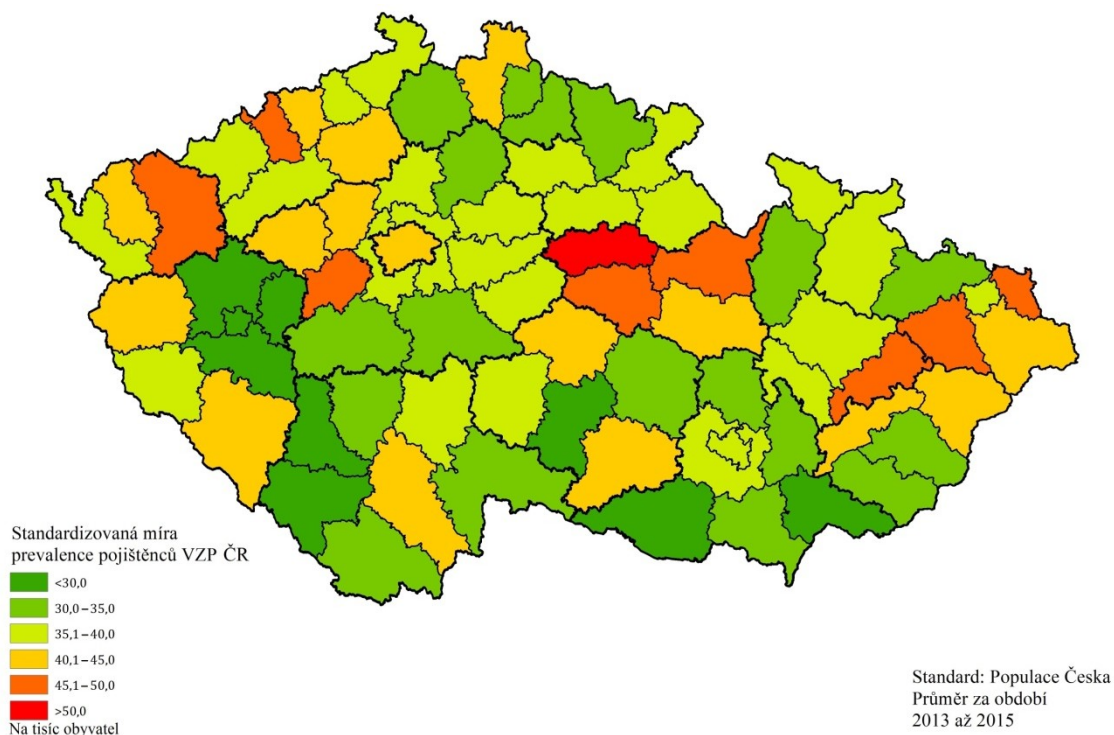 Standardizovaná míra
prevalence pojištěnců VZP ČR
<30,0
30,0–35,0
35,1–40,0
40,1–45,0
45,1–50,0
>50,0
Na tisíc obyvatel
Standard: Populace Česka
Průměr za období
2013 až 2015